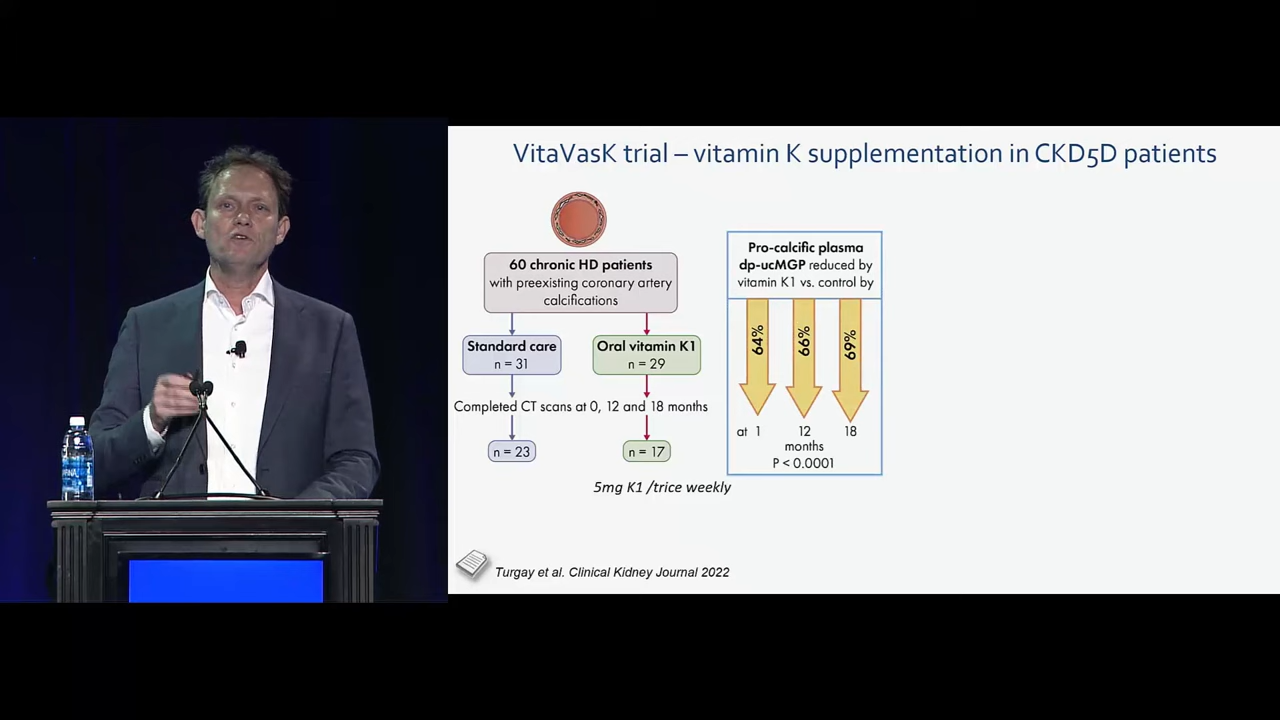 VitaVasK trial – vitamin K supplementation in CKD5D patients
60 chronic HD patients
with preexisting coronary artery
calcifications
Standard care
n = 31
Oral vitamin K1
n = 29
Completed CT scans at 0, 12 and 18 months
n = 23
n = 17
5mg K1 /trice weekly
Pro-calcific plasma
dp-ucMGP reduced by
vitamin K1 vs. control by
64%
66%
69%
at 1 12 18
months
P < 0.0001
Turgay et al. Clinical Kidney Journal 2022